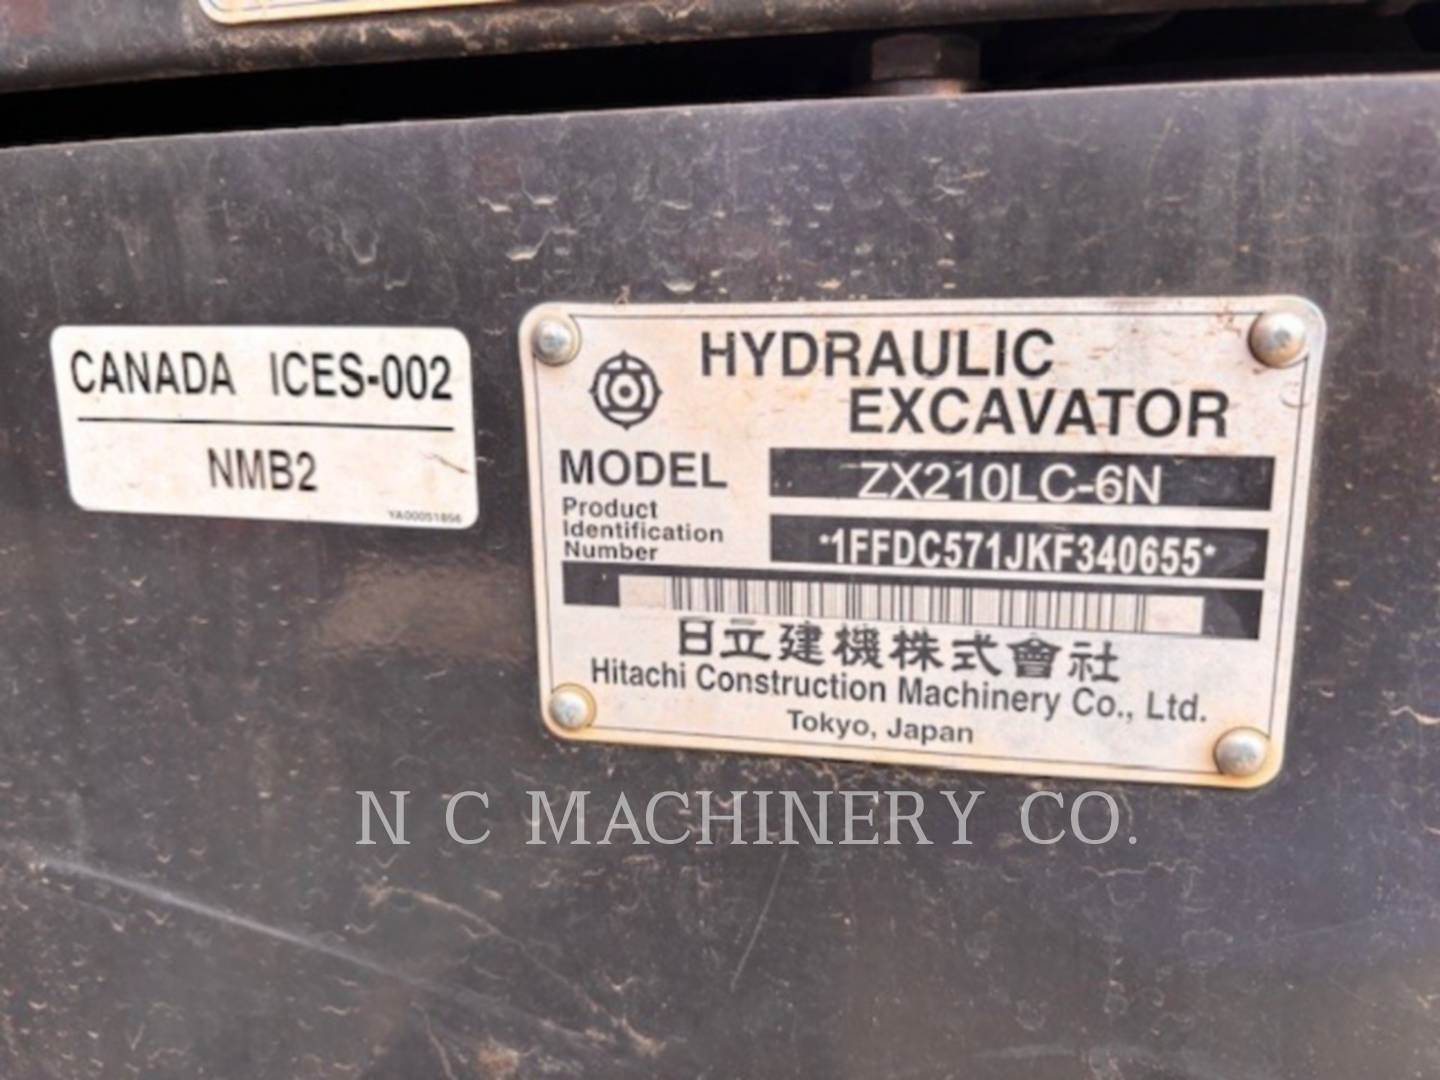 CANADA ICES-002
NMB2
YA00051856
HYDRAULIC
EXCAVATOR
MODEL ZX210LC-6N
Product
Identification
Number
*1FFDC571JKF340655*
日立建機株式會社
Hitachi Construction Machinery Co., Ltd.
Tokyo, Japan
N C MACHINERY CO.